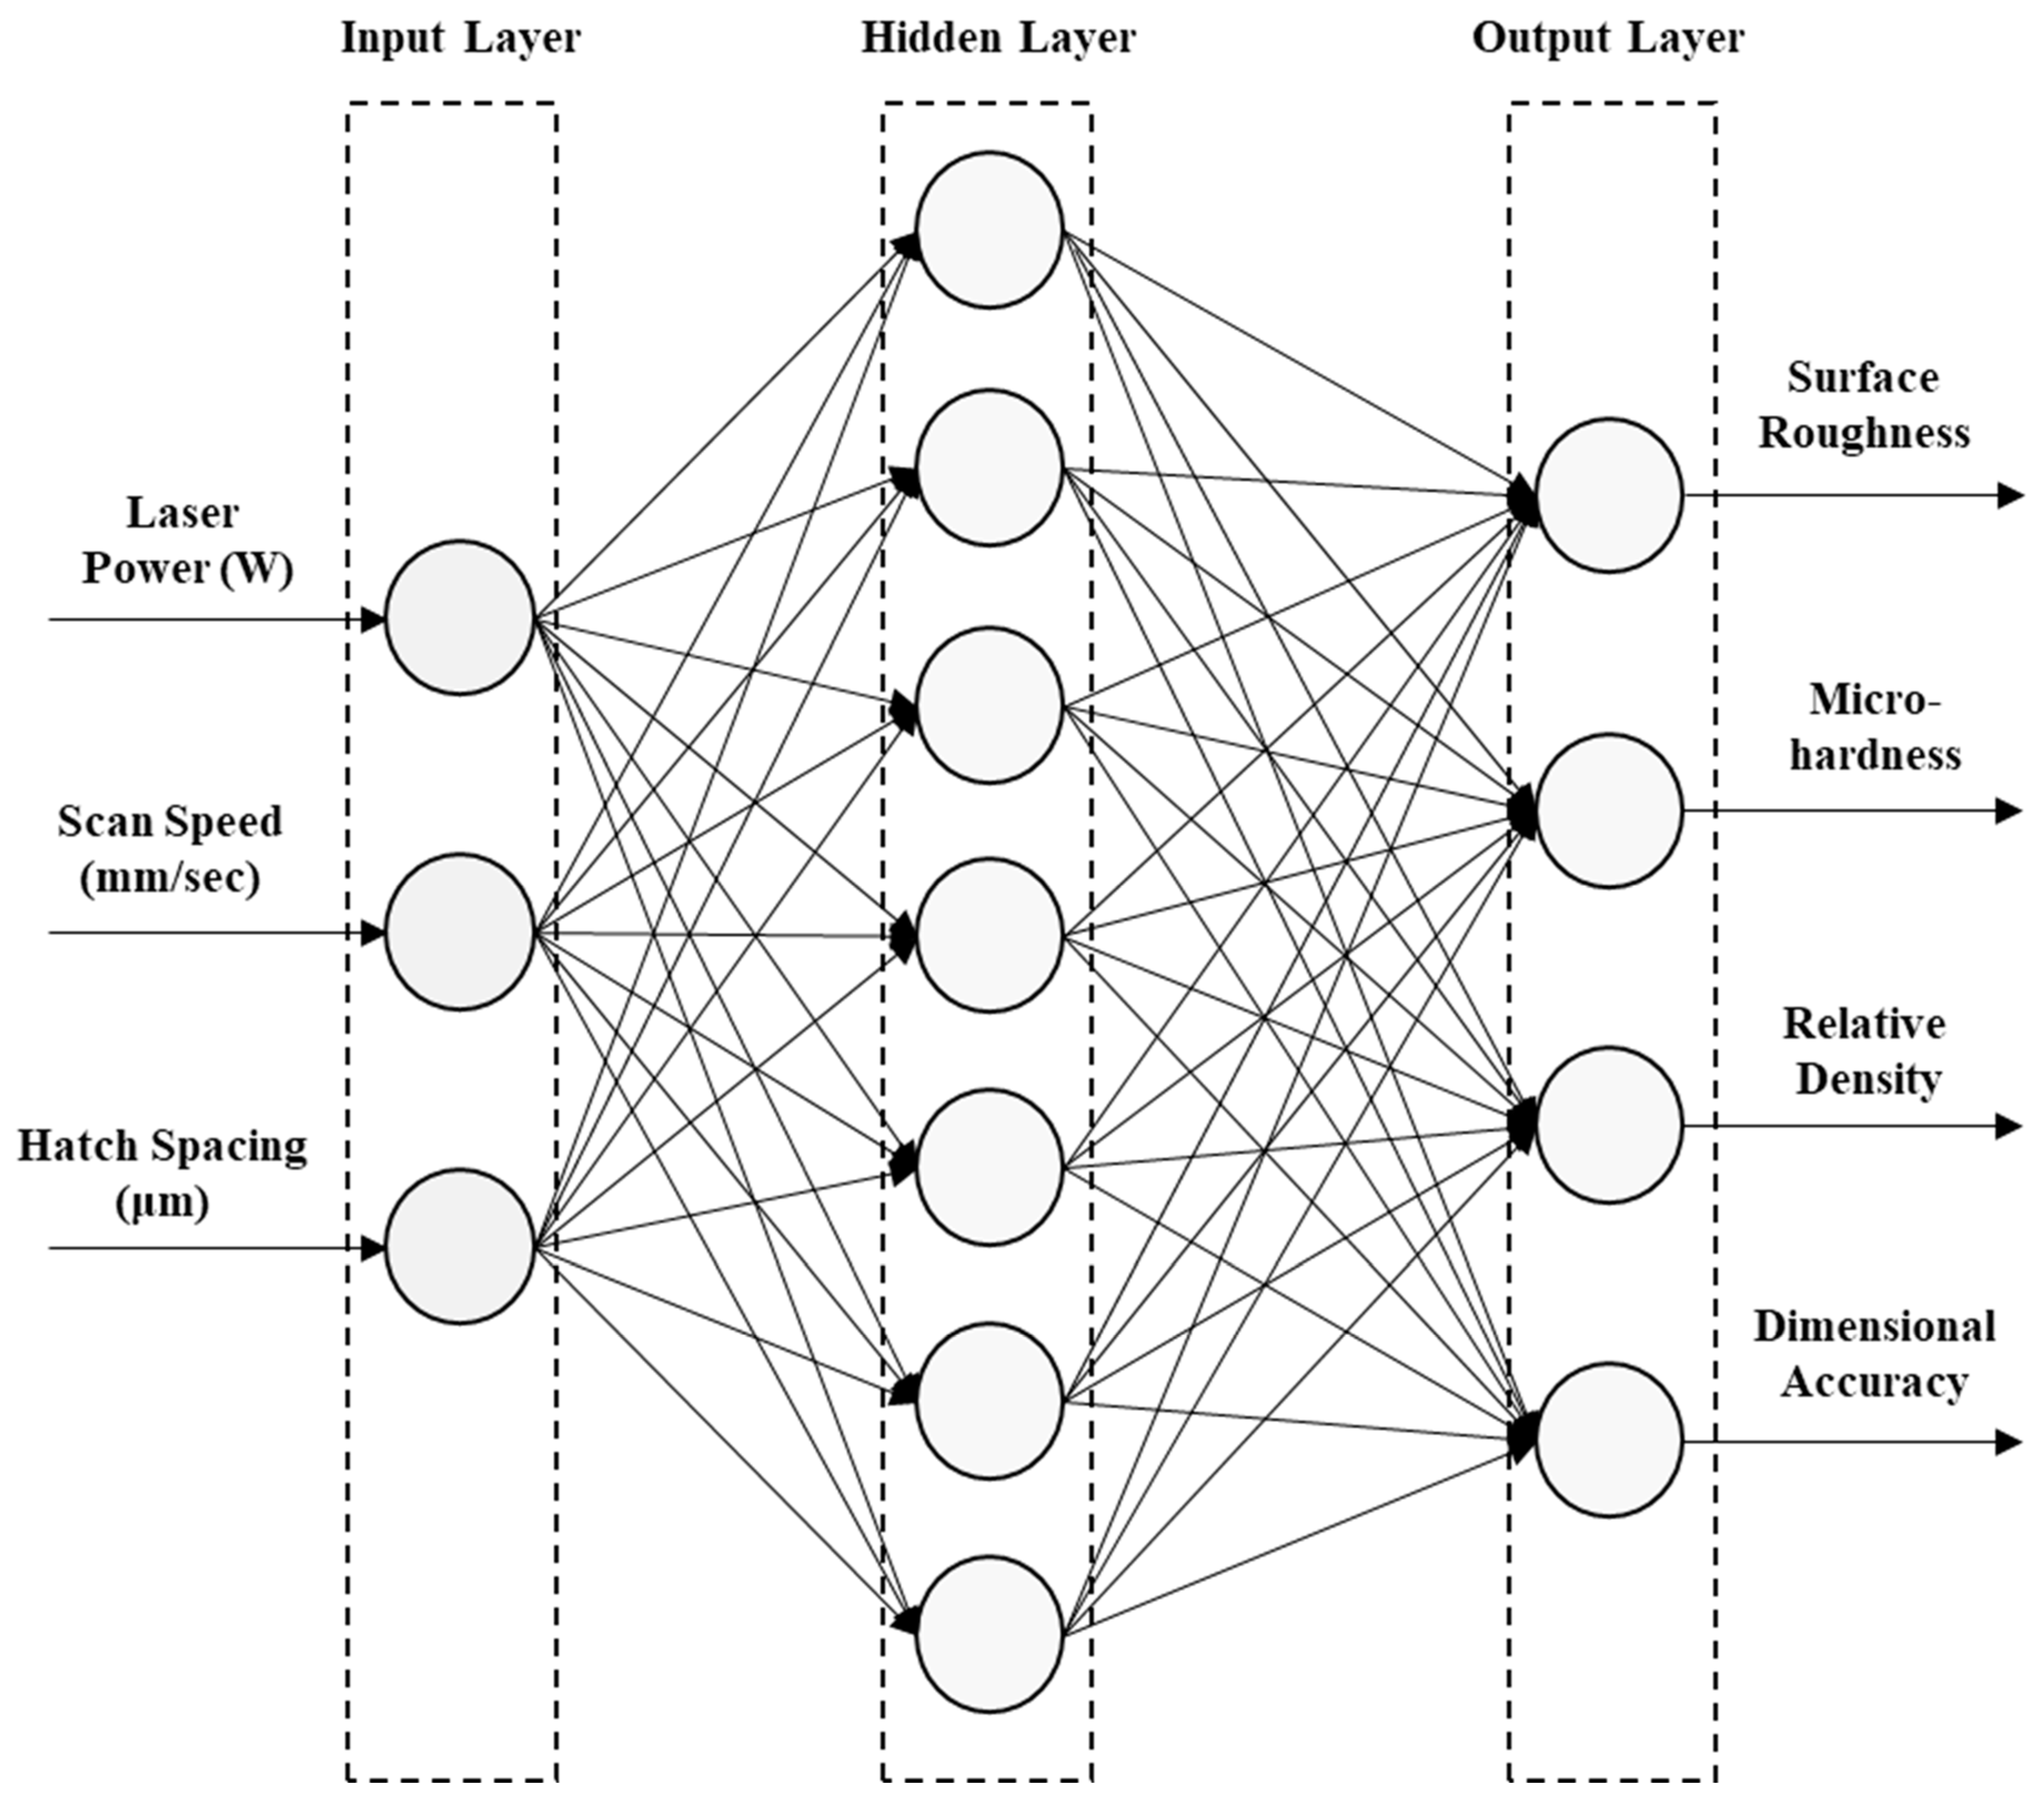 Input Layer
Hidden Layer
Output Layer
Laser
Power (W)
Scan Speed
(mm/sec)
Hatch Spacing
(μm)
Surface
Roughness
Micro-
hardness
Relative
Density
Dimensional
Accuracy